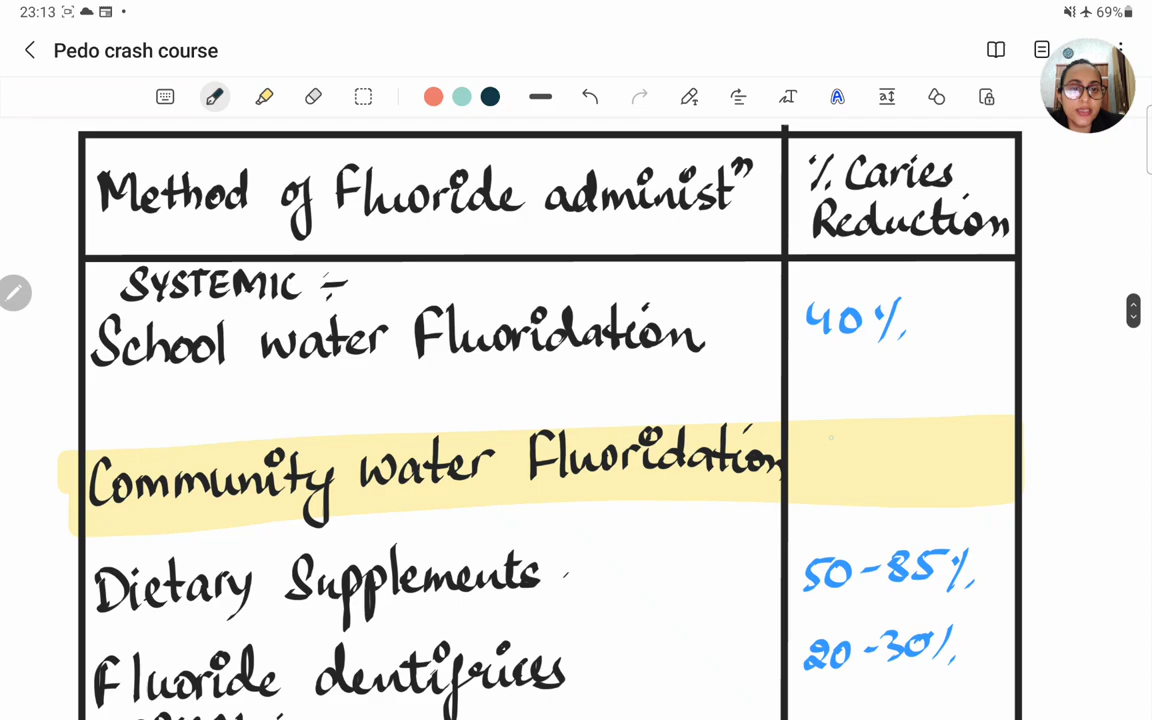 23:13
69%
Pedo crash course
Method of Fluoride administⁿ
% Caries
Reduction
SYSTEMIC :-
School water Fluoridation
40%
Community water Fluoridation
Dietary Supplements
50-85%
Fluoride dentifrices
20-30%